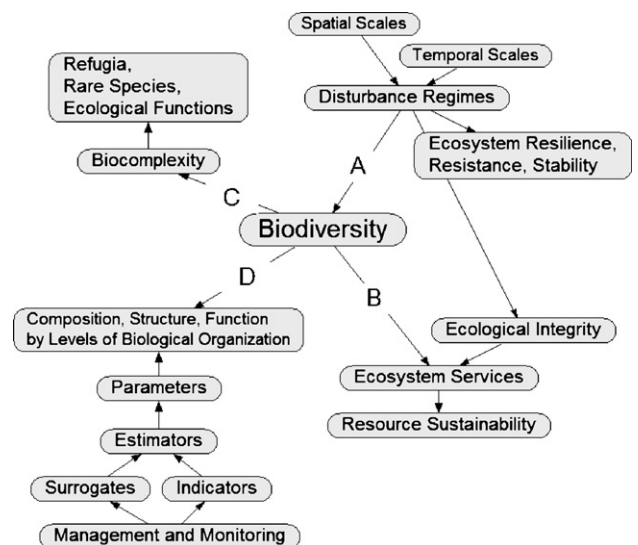 Spatial Scales
Temporal Scales
Refugia,
Rare Species,
Ecological Functions
Disturbance Regimes
Ecosystem Resilience,
Resistance, Stability
Biocomplexity
A
C
Biodiversity
D
B
Composition, Structure, Function
by Levels of Biological Organization
Ecological Integrity
Parameters
Ecosystem Services
Resource Sustainability
Estimators
Surrogates
Indicators
Management and Monitoring